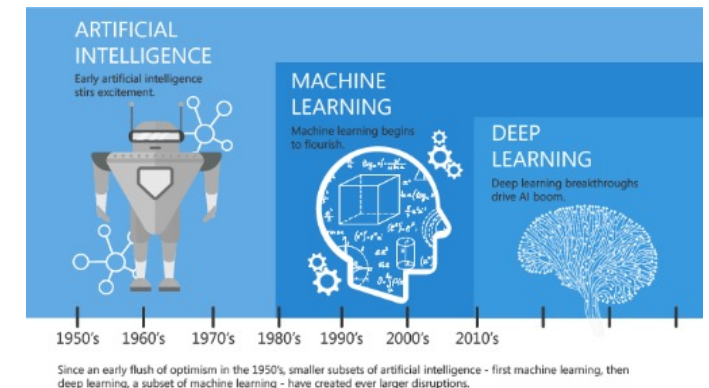 ARTIFICIAL
INTELLIGENCE
Early artificial intelligence
stirs excitement.
MACHINE
LEARNING
Machine learning begins
to flourish.
DEEP
LEARNING
Deep learning breakthroughs
drive AI boom.
1950's 1960's 1970's 1980's 1990's 2000's 2010's
Since an early flush of optimism in the 1950's, smaller subsets of artificial intelligence - first machine learning, then
deep learning, a subset of machine learning - have created ever larger disruptions.